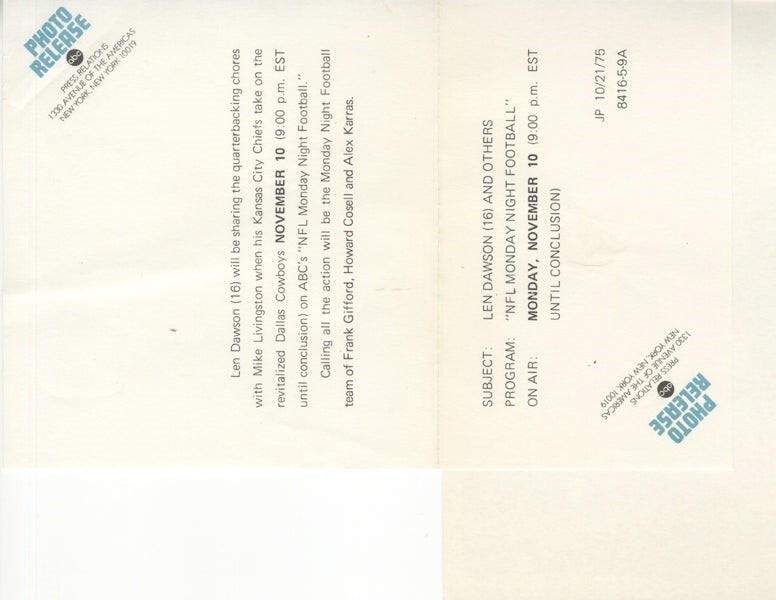 PHOTO
RELEASE
abc
PRESS RELATIONS
1330 AVENUE OF THE AMERICAS
NEW YORK, NEW YORK 10019
Len Dawson (16) will be sharing the quarterbacking chores
with Mike Livingston when his Kansas City Chiefs take on the
revitalized Dallas Cowboys NOVEMBER 10 (9:00 p.m. EST
until conclusion) on ABC's "NFL Monday Night Football."
Calling all the action will be the Monday Night Football
team of Frank Gifford, Howard Cosell and Alex Karras.
SUBJECT: LEN DAWSON (16) AND OTHERS
PROGRAM: "NFL MONDAY NIGHT FOOTBALL"
ON AIR: MONDAY, NOVEMBER 10 (9:00 p.m. EST
UNTIL CONCLUSION)
JP 10/21/75
8416-5-9A
PHOTO
RELEASE
abc
PRESS RELATIONS
1330 AVENUE OF THE AMERICAS
NEW YORK, NEW YORK 10019